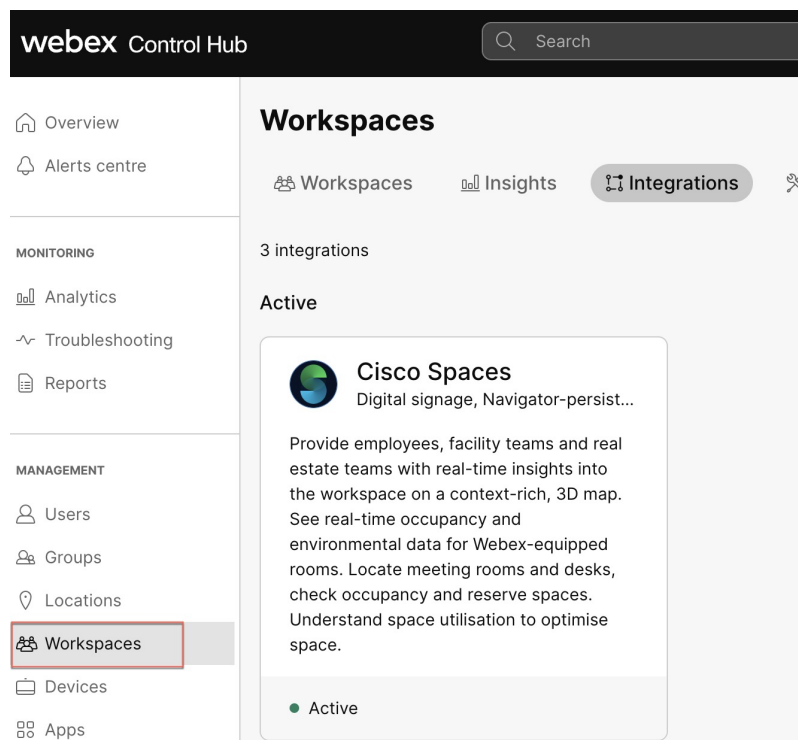 webex Control Hub
Search
Overview
Alerts centre
MONITORING
Analytics
Troubleshooting
Reports
MANAGEMENT
Users
Groups
Locations
Workspaces
Devices
Apps
Workspaces
Workspaces Insights Integrations
3 integrations
Active
Cisco Spaces
Digital signage, Navigator-persist...
Provide employees, facility teams and real
estate teams with real-time insights into
the workspace on a context-rich, 3D map.
See real-time occupancy and
environmental data for Webex-equipped
rooms. Locate meeting rooms and desks,
check occupancy and reserve spaces.
Understand space utilisation to optimise
space.
Active